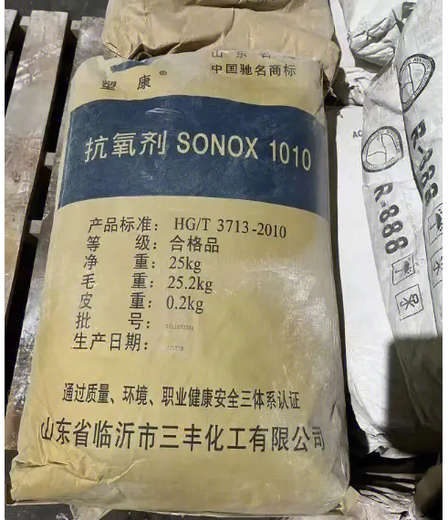 山东省
塑康®
中国驰名商标
抗氧剂 SONOX 1010
产品标准: HG/T 3713-2010
等 级: 合格品
净 重: 25kg
毛 重: 25.2kg
皮 重: 0.2kg
批 号:
生产日期:
通过质量、环境、职业健康安全三体系认证
山东省临沂市三丰化工有限公司
R-888
R-888